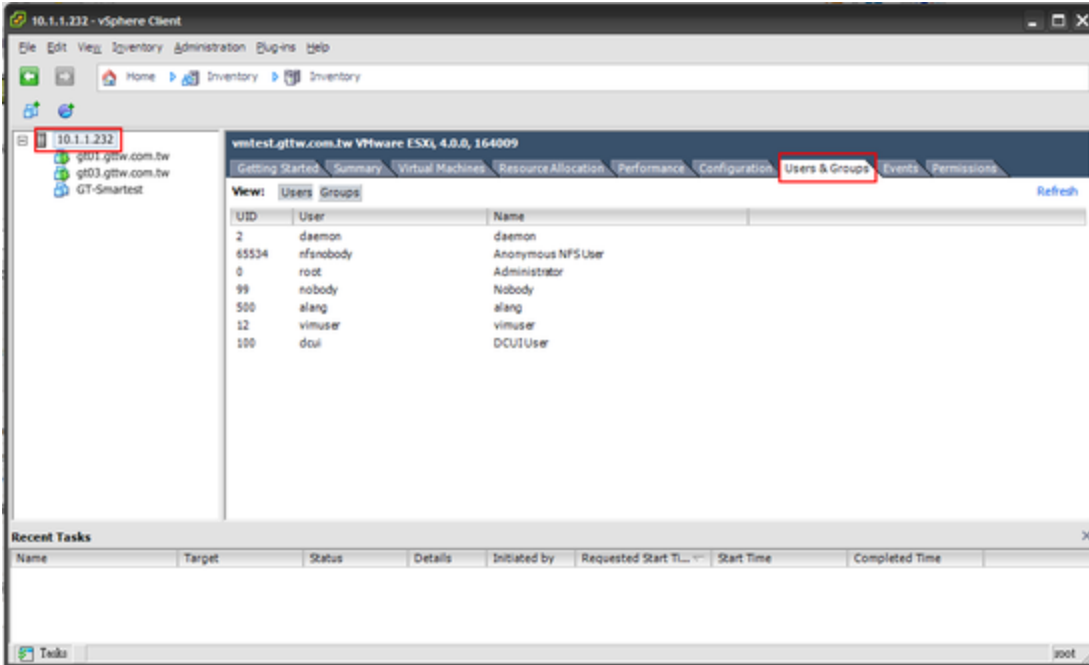 10.1.1.232 - vSphere Client
File Edit View Inventory Administration Plug-ins Help
Home Inventory Inventory
10.1.1.232
gt01.gttw.com.tw
gt03.gttw.com.tw
GT-Smartest
vmtest.gttw.com.tw VMware ESXi, 4.0.0, 164009
Getting Started Summary Virtual Machines Resource Allocation Performance Configuration Users & Groups Events Permissions
View: Users Groups Refresh
UID User Name
2 daemon daemon
65534 nfsnobody Anonymous NFS User
0 root Administrator
99 nobody Nobody
500 alang alang
12 vimuser vimuser
100 dcui DCUI User
Recent Tasks
Name Target Status Details Initiated by Requested Start Ti... Start Time Completed Time
Tasks root